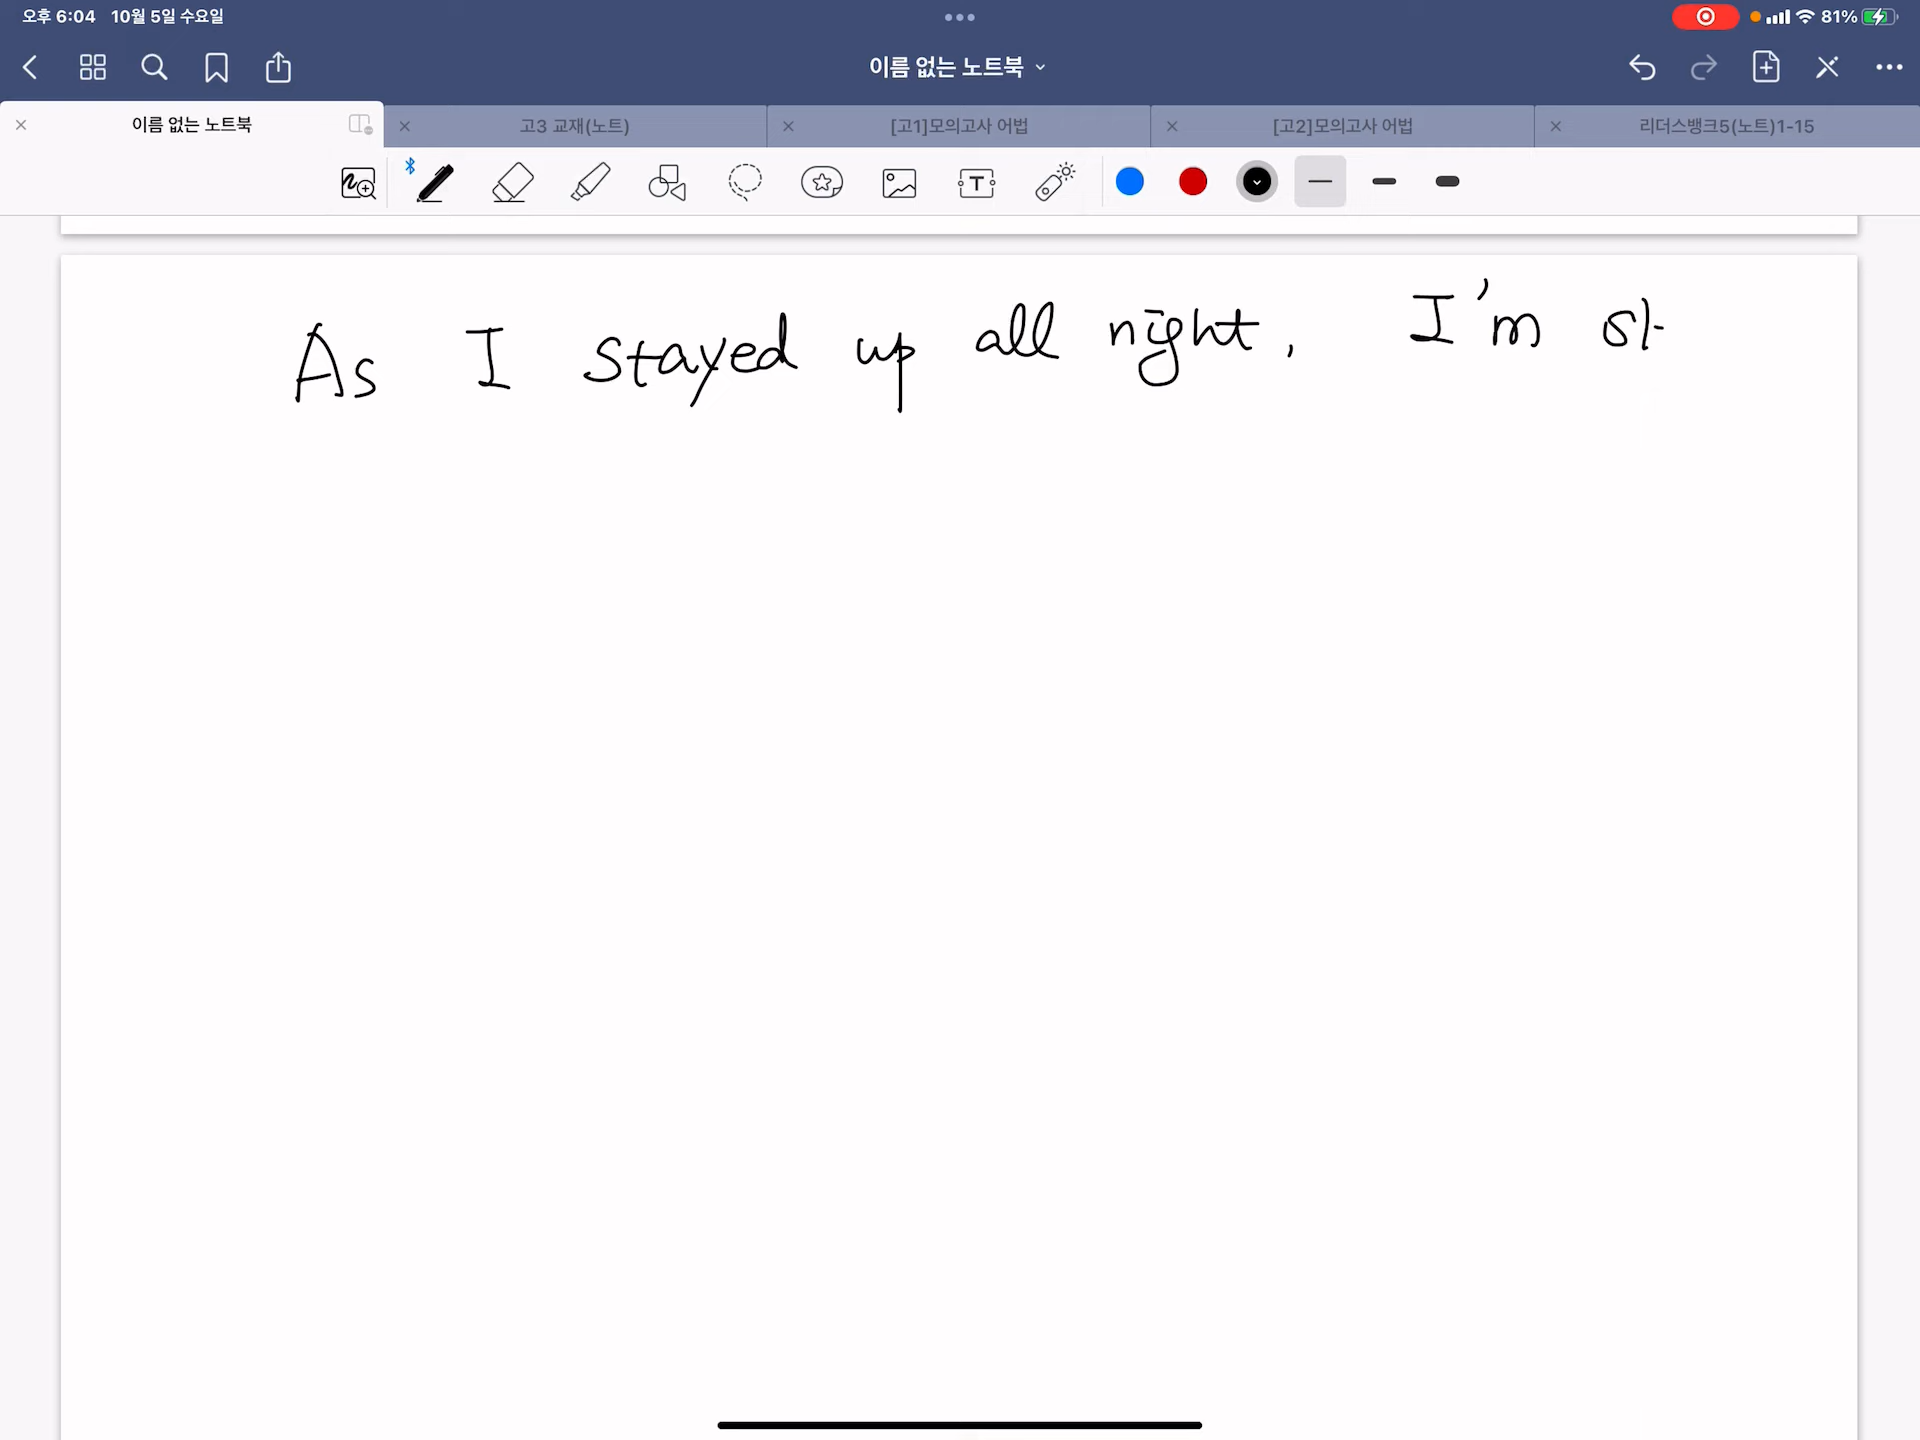 오후 6:04 10월 5일 수요일 81%
이름 없는 노트북
이름 없는 노트북 고3 교재(노트) [고1]모의고사 어법 [고2]모의고사 어법 리더스뱅크5(노트)1-15
As I stayed up all night, I'm